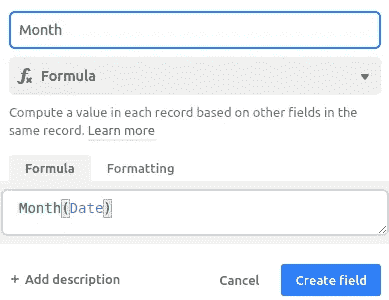 Month
fx Formula
Compute a value in each record based on other fields in the
same record. Learn more
Formula Formatting
Month(Date)
+ Add description Cancel Create field